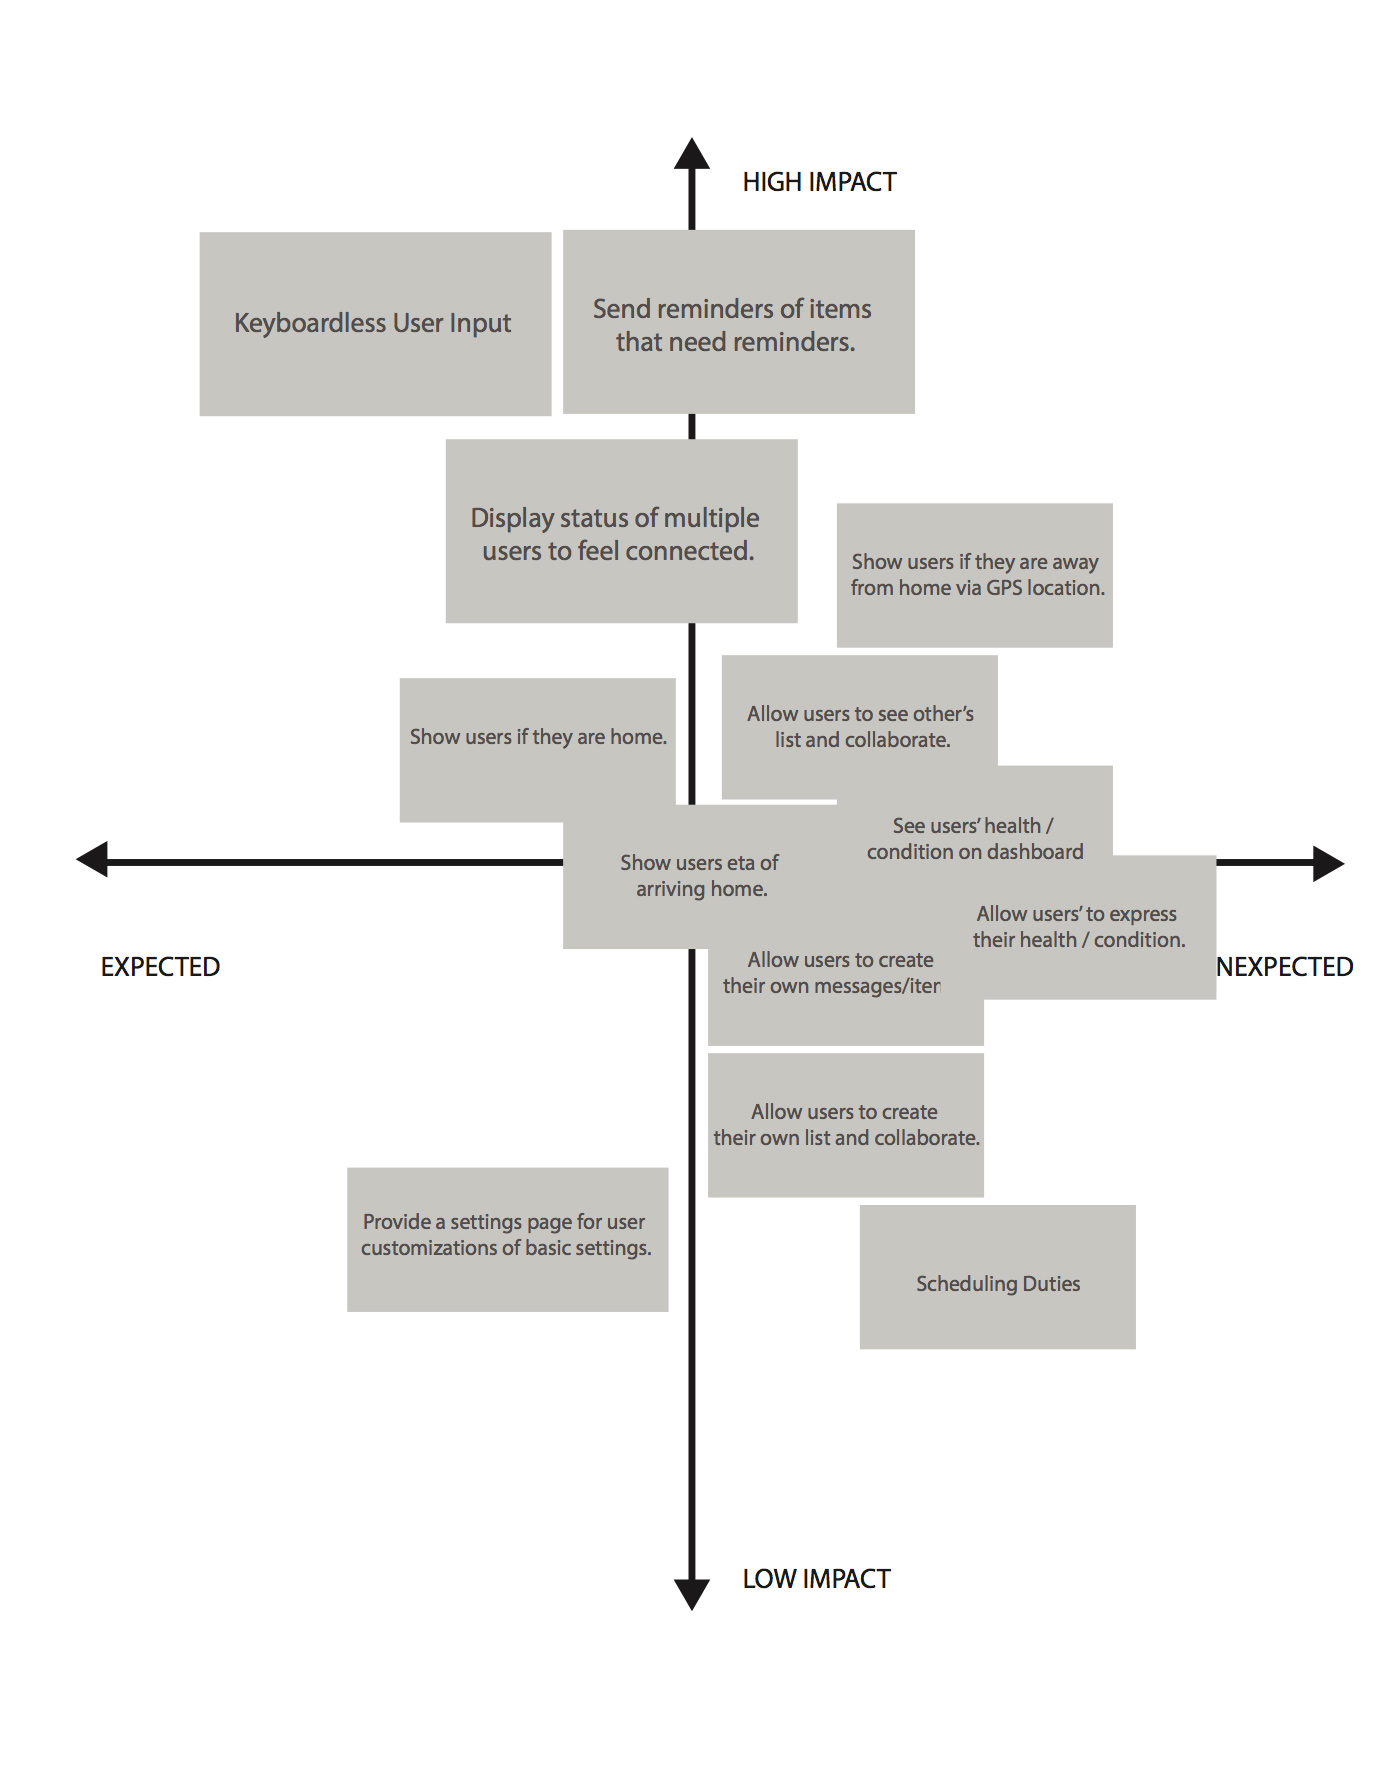 HIGH IMPACT
Keyboardless User Input
Send reminders of items
that need reminders.
Display status of multiple
users to feel connected.
Show users if they are away
from home via GPS location.
Allow users to see other’s
list and collaborate.
Show users if they are home.
See users’ health /
condition on dashboard
Show users eta of
arriving home.
Allow users’ to express
their health / condition.
EXPECTED
NEXPECTED
Allow users to create
their own
Allow users to create
their own list and collaborate.
Provide a settings page for user
customizations of basic settings.
Scheduling Duties
LOW IMPACT